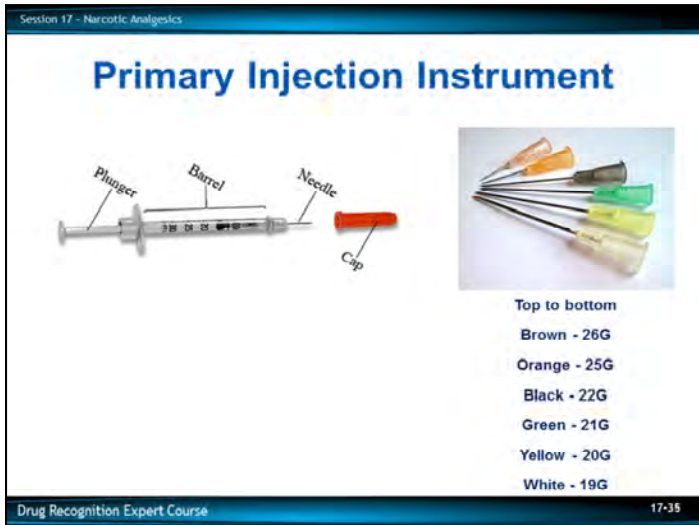 Session 17 - Narcotic Analgesics
Primary Injection Instrument
Plunger
Barrel
Needle
Cap
Top to bottom
Brown - 26G
Orange - 25G
Black - 22G
Green - 21G
Yellow - 20G
White - 19G
Drug Recognition Expert Course
17-35